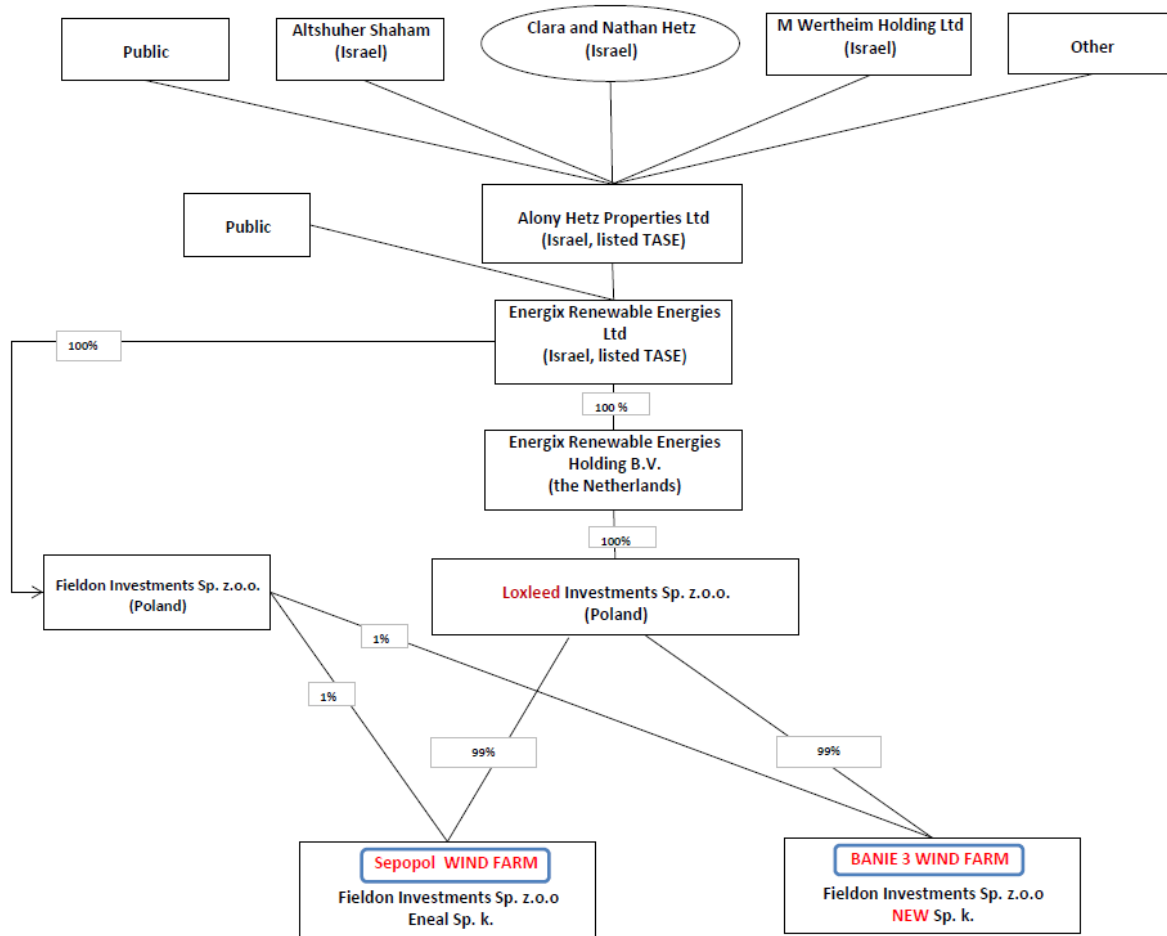 Public
Altshuher Shaham
(Israel)
Clara and Nathan Hetz
(Israel)
M Wertheim Holding Ltd
(Israel)
Other
Public
Alony Hetz Properties Ltd
(Israel, listed TASE)
Energix Renewable Energies
Ltd
(Israel, listed TASE)
100%
100 %
Energix Renewable Energies
Holding B.V.
(the Netherlands)
100%
Fieldon Investments Sp. z.o.o.
(Poland)
Loxleed Investments Sp. z.o.o.
(Poland)
1%
1%
99%
99%
Sepopol WIND FARM
Fieldon Investments Sp. z.o.o
Eneal Sp. k.
BANIE 3 WIND FARM
Fieldon Investments Sp. z.o.o
NEW Sp. k.